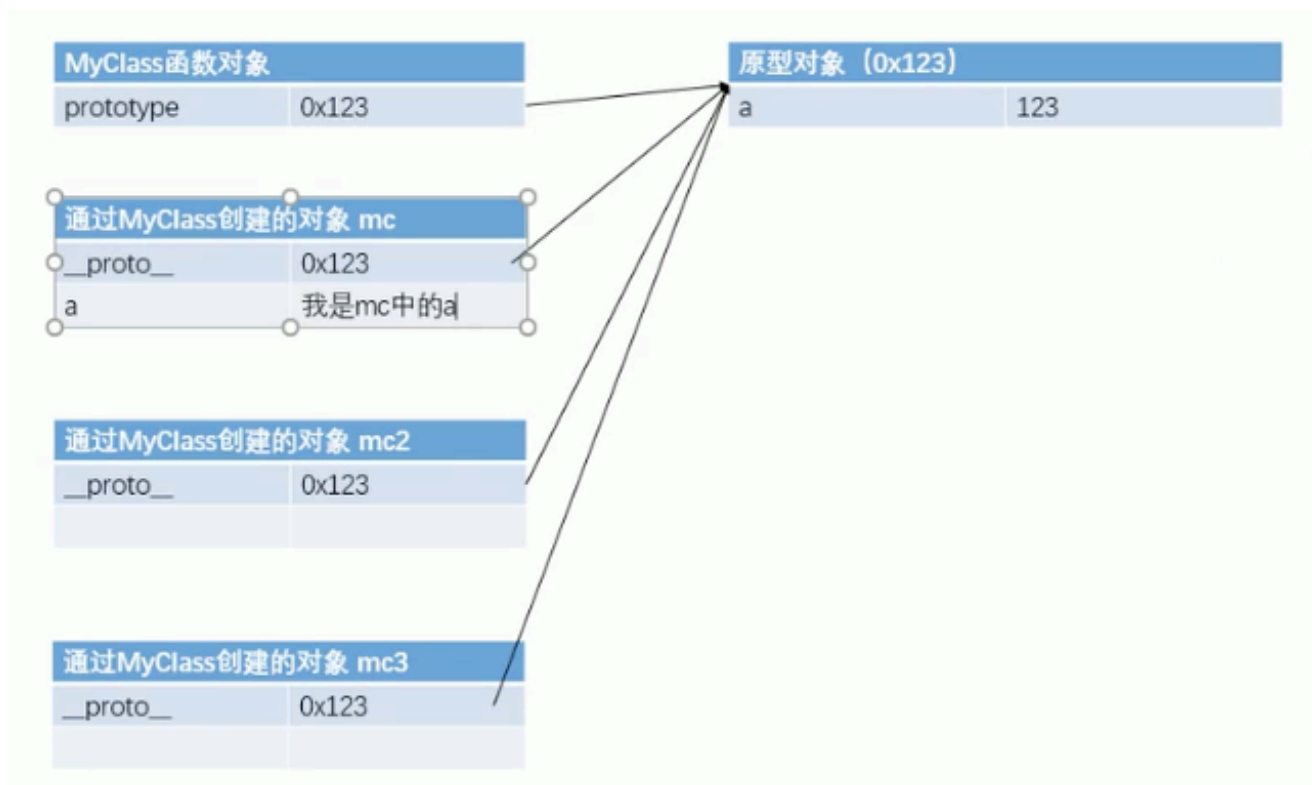 MyClass函数对象
prototype 0x123
原型对象（0x123）
a 123
通过MyClass创建的对象 mc
__proto__ 0x123
a 我是mc中的a
通过MyClass创建的对象 mc2
__proto__ 0x123
通过MyClass创建的对象 mc3
__proto__ 0x123